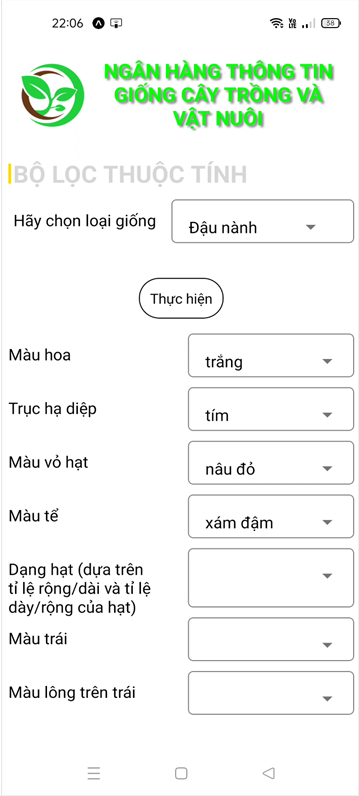 22:06
38
NGÂN HÀNG THÔNG TIN
GIỐNG CÂY TRỒNG VÀ
VẬT NUÔI
BỘ LỌC THUỘC TÍNH
Hãy chọn loại giống
Đậu nành
Thực hiện
Màu hoa
trắng
Trục hạ diệp
tím
Màu vỏ hạt
nâu đỏ
Màu tể
xám đậm
Dạng hạt (dựa trên
tỉ lệ rộng/dài và tỉ lệ
dày/rộng của hạt)
Màu trái
Màu lông trên trái